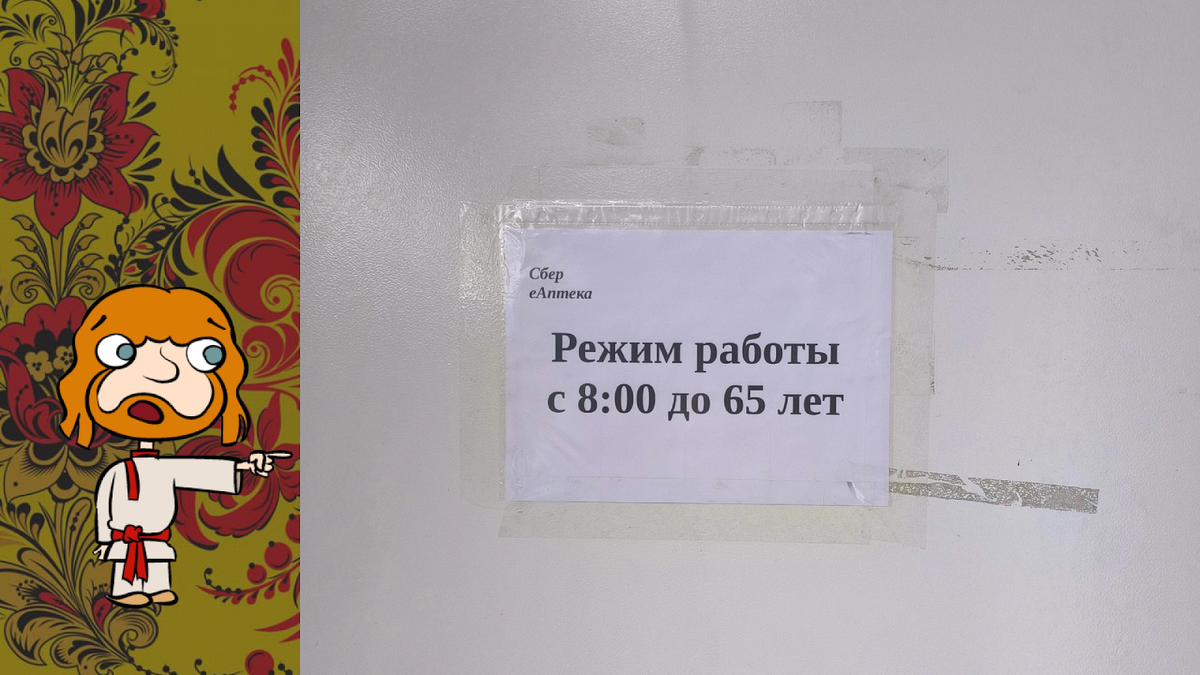 Сбер
еАптека
Режим работы
с 8:00 до 65 лет